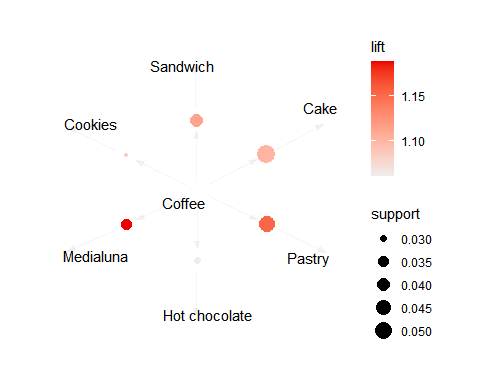 lift
Sandwich
1.15
Cake
Cookies
1.10
Coffee
support
0.030
Medialuna
Pastry
0.035
0.040
0.045
Hot chocolate
0.050